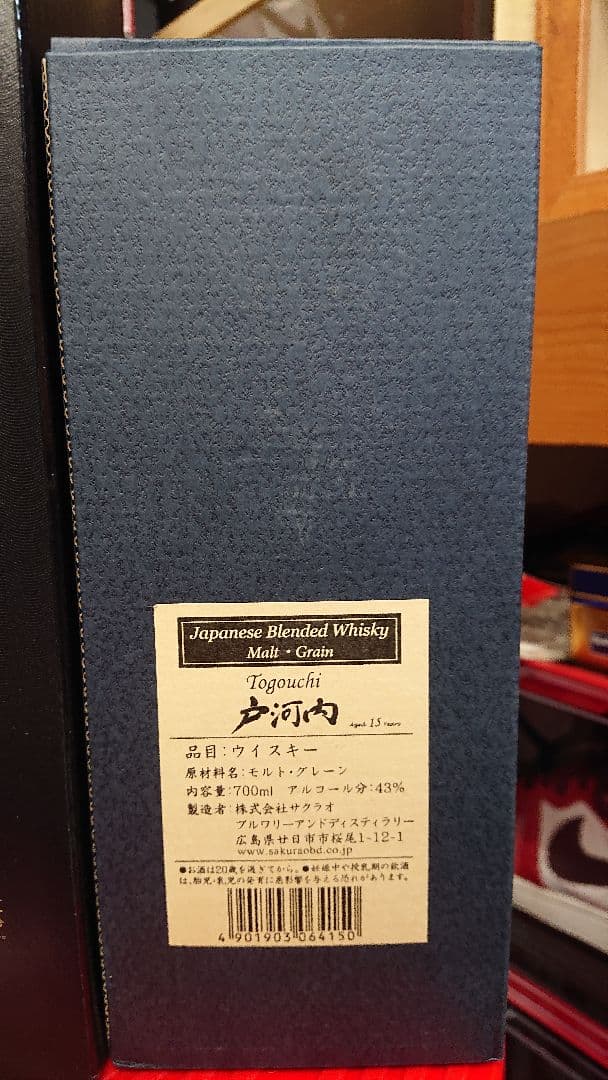 Japanese Blended Whisky
Malt・Grain
Togouchi
戸河内 Aged 15 Years
品目:ウイスキー
原材料名:モルト・グレーン
内容量:700ml アルコール分:43%
製造者:株式会社サクラオ
ブルワリーアンドディスティラリー
広島県廿日市市桜尾1-12-1
www.sakuraobd.co.jp
●お酒は20歳を過ぎてから。●妊娠中や授乳期の飲酒
は、胎児・乳児の発育に悪影響を与える恐れがあります。
4 901903 064150